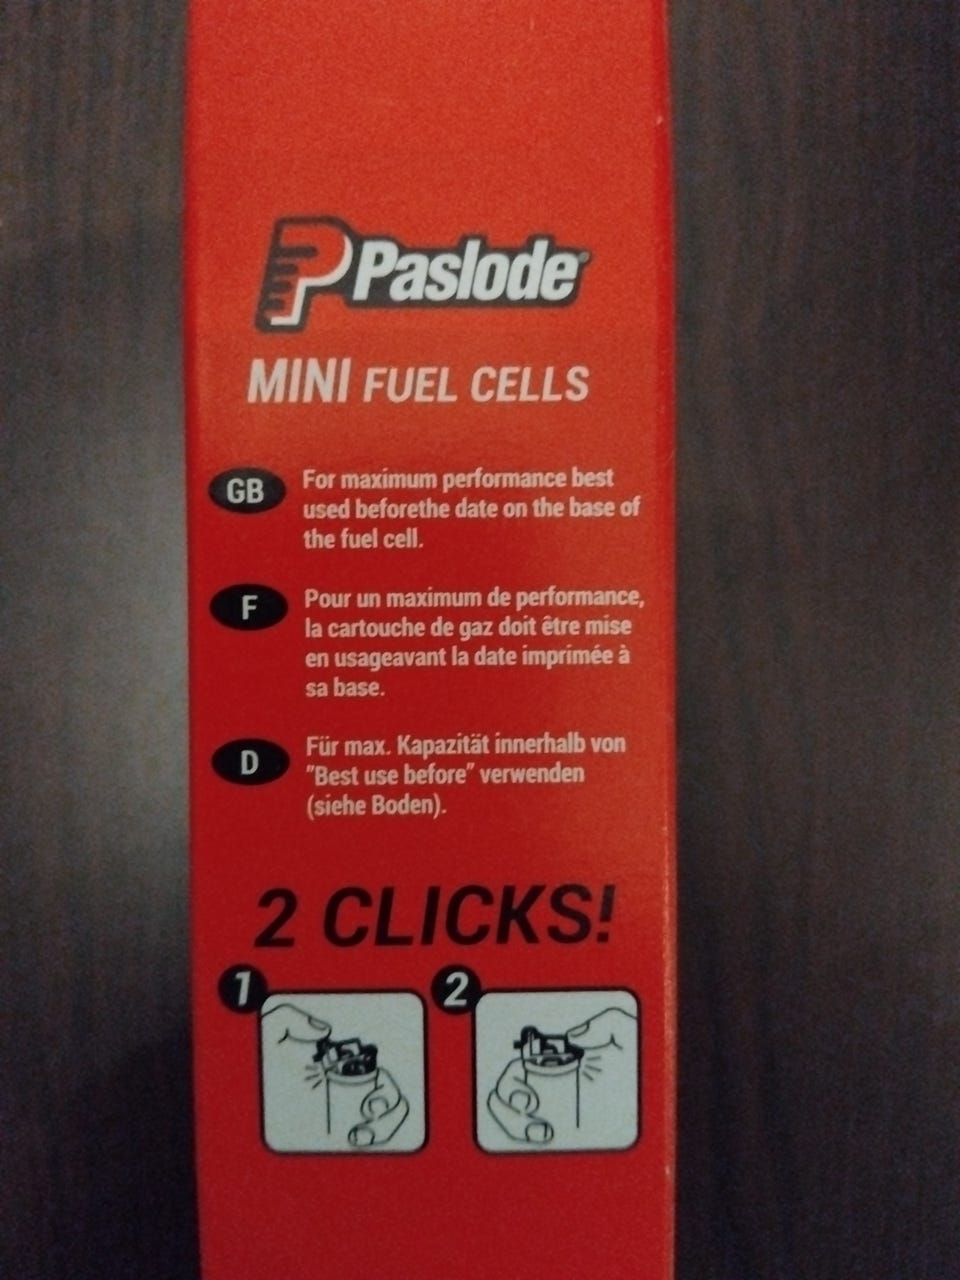 Paslode
MINI FUEL CELLS
GB
For maximum performance best
used beforethe date on the base of
the fuel cell.
F
Pour un maximum de performance,
la cartouche de gaz doit être mise
en usageavant la date imprimée à
sa base.
D
Für max. Kapazität innerhalb von
"Best use before" verwenden
(siehe Boden).
2 CLICKS!
1
2